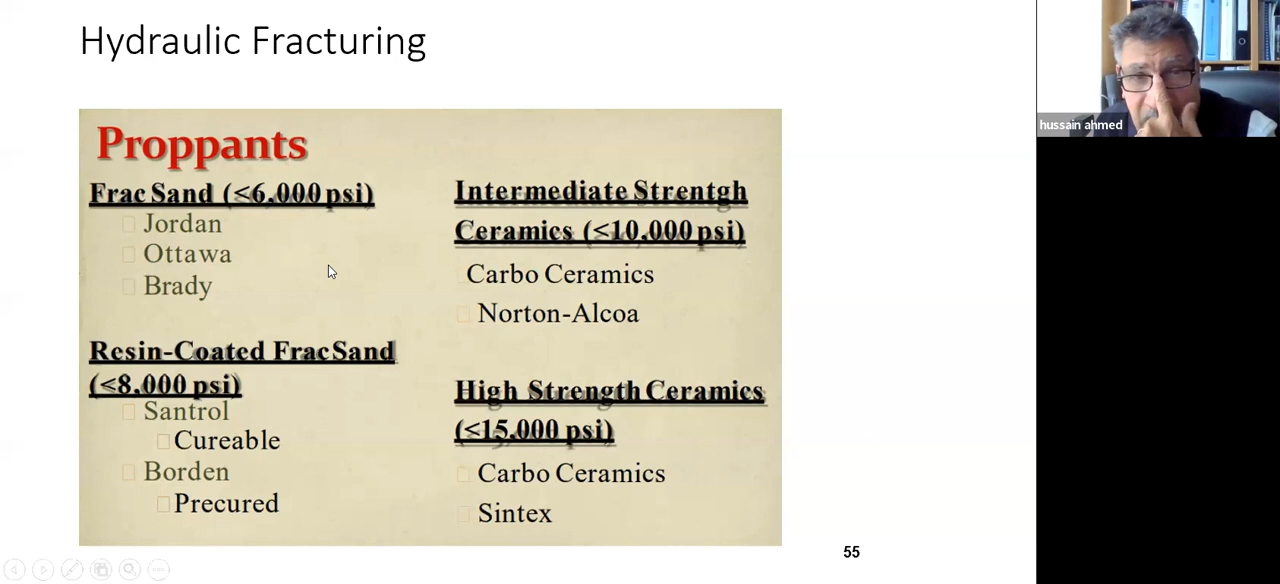 Hydraulic Fracturing
Proppants
Frac Sand (<6,000 psi)
Jordan
Ottawa
Brady
Resin-Coated Frac Sand
(<8,000 psi)
Santrol
Cureable
Borden
Precured
Intermediate Strentgh
Ceramics (<10,000 psi)
Carbo Ceramics
Norton-Alcoa
High Strength Ceramics
(<15,000 psi)
Carbo Ceramics
Sintex
55
hussain ahmed